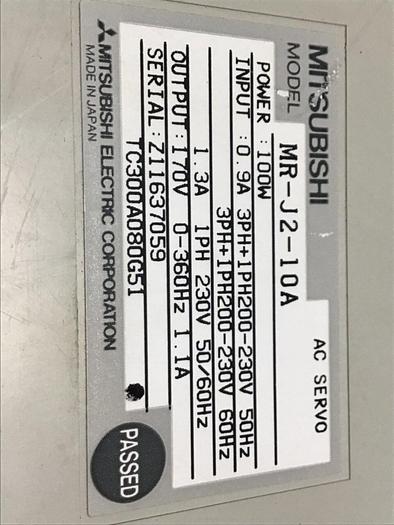 MITSUBISHI
AC SERVO
MODEL MR-J2-10A
POWER :100W
INPUT :0.9A 3PH+1PH200-230V 50Hz
3PH+1PH200-230V 60Hz
1.3A 1PH 230V 50/60Hz
OUTPUT:170V 0-360Hz 1.1A
SERIAL:Z11637059
TC300A080G51
MITSUBISHI ELECTRIC CORPORATION
MADE IN JAPAN
PASSED